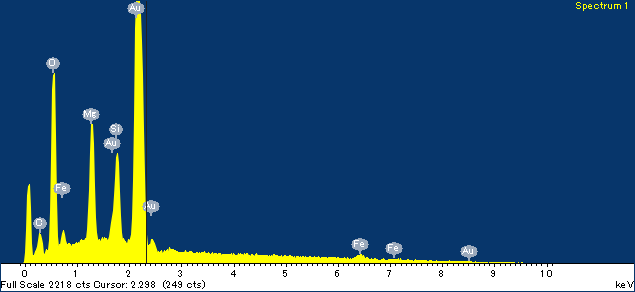 Spectrum 1
Au
O
Mg
Si
Au
Fe
Au
O
Fe
Fe
Au
0 1 2 3 4 5 6 7 8 9 10
Full Scale 2218 cts Cursor: 2.298 (249 cts)
keV